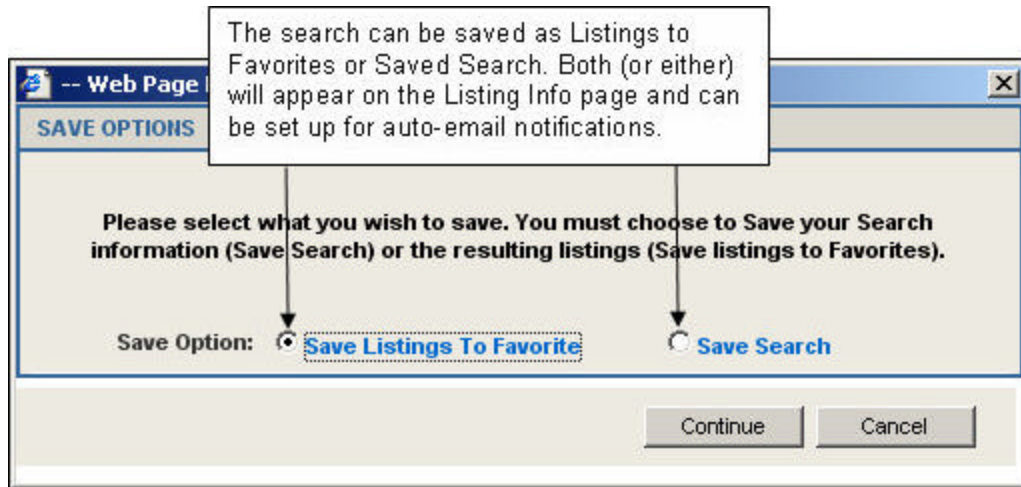 The search can be saved as Listings to
Favorites or Saved Search. Both (or either)
will appear on the Listing Info page and can
be set up for auto-email notifications.
-- Web Page
SAVE OPTIONS
Please select what you wish to save. You must choose to Save your Search
information (Save Search) or the resulting listings (Save listings to Favorites).
Save Option: Save Listings To Favorite Save Search
Continue Cancel